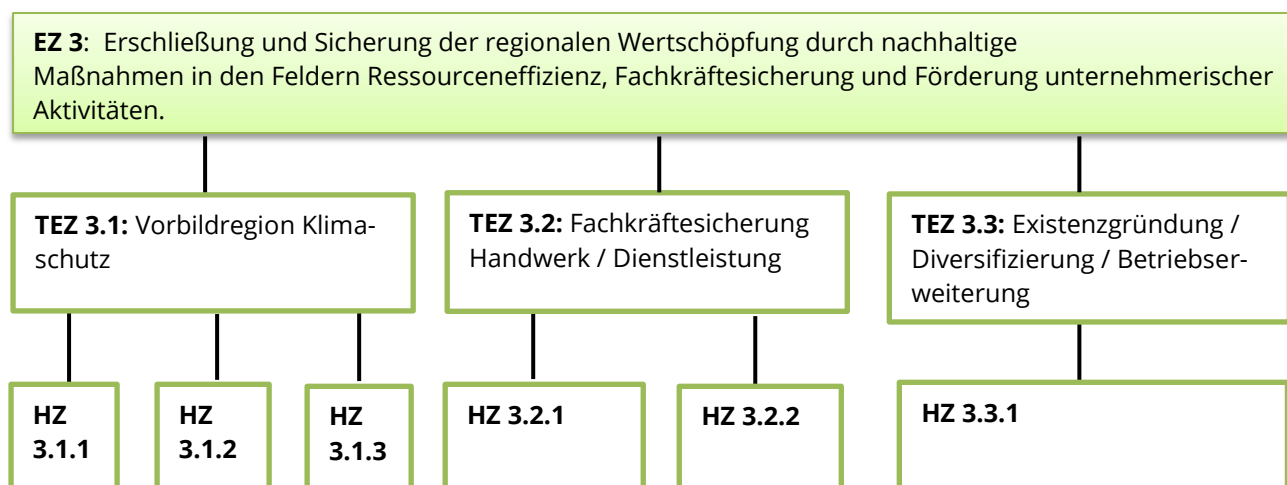 EZ 3: Erschließung und Sicherung der regionalen Wertschöpfung durch nachhaltige
Maßnahmen in den Feldern Ressourceneffizienz, Fachkräftesicherung und Förderung unternehmerischer
Aktivitäten.
TEZ 3.1: Vorbildregion Klima-
schutz
TEZ 3.2: Fachkräftesicherung
Handwerk / Dienstleistung
TEZ 3.3: Existenzgründung /
Diversifizierung / Betriebser-
weiterung
HZ
3.1.1
HZ
3.1.2
HZ
3.1.3
HZ 3.2.1
HZ 3.2.2
HZ 3.3.1